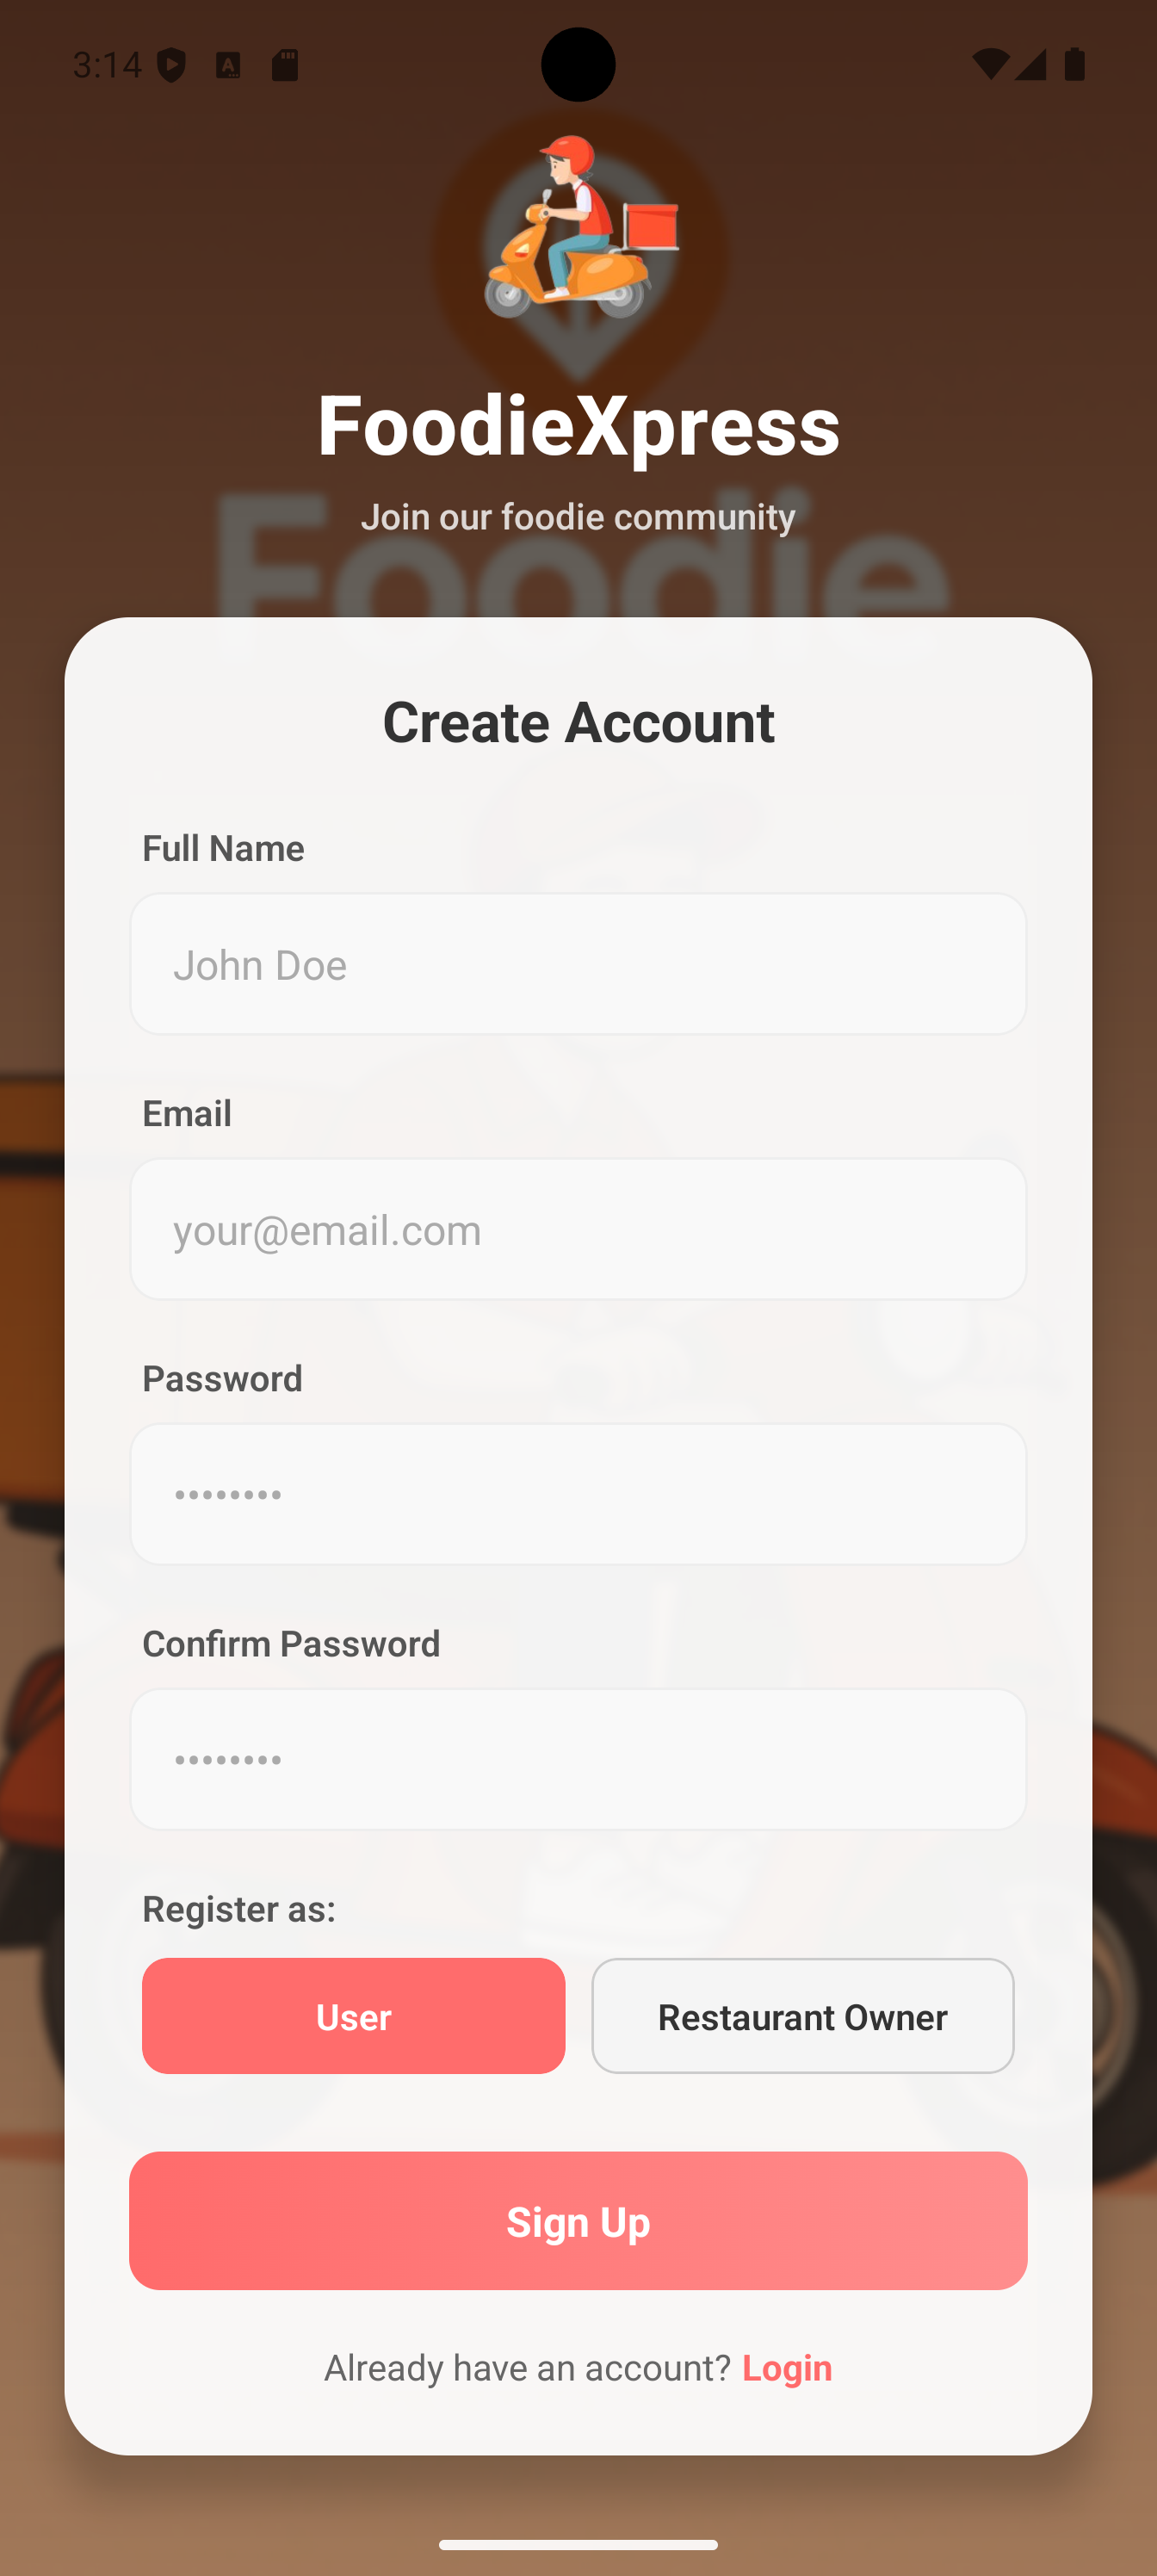 3:14
FoodieXpress
Join our foodie community
Foodie
Create Account
Full Name
John Doe
Email
your@email.com
Password
••••••••
Confirm Password
••••••••
Register as:
User
Restaurant Owner
Sign Up
Already have an account? Login